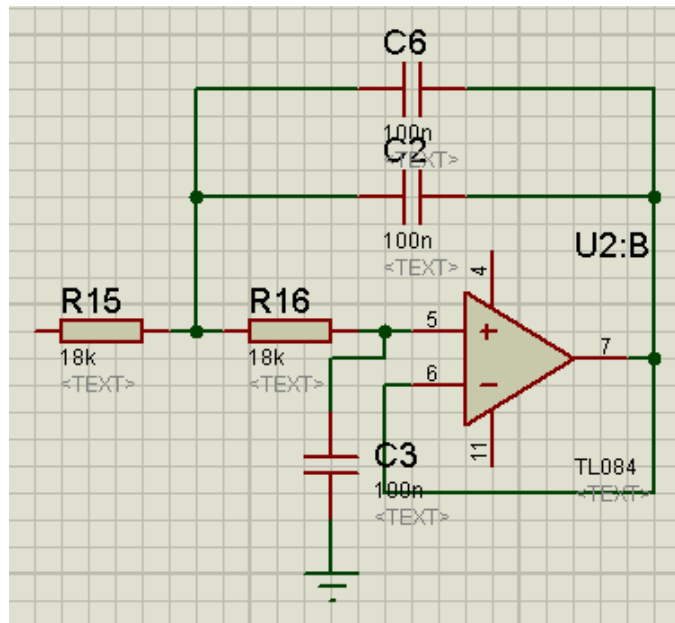 C6
100n
<TEXT>
C2
100n
<TEXT>
U2:B
4
R15
18k
<TEXT>
R16
18k
<TEXT>
5
+
6
−
7
11
TL084
<TEXT>
C3
100n
<TEXT>